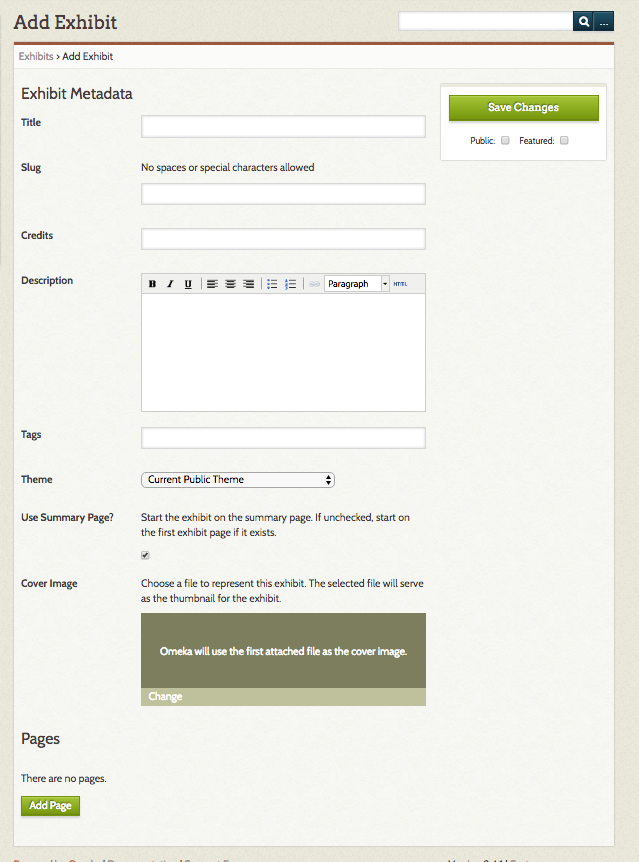 Add Exhibit
...
Exhibits › Add Exhibit
Exhibit Metadata
Save Changes
Public:
Featured:
Title
Slug
No spaces or special characters allowed
Credits
Description
B I U
Paragraph
HTML
Tags
Theme
Current Public Theme
Use Summary Page?
Start the exhibit on the summary page. If unchecked, start on
the first exhibit page if it exists.
Cover Image
Choose a file to represent this exhibit. The selected file will serve
as the thumbnail for the exhibit.
Omeka will use the first attached file as the cover image.
Change
Pages
There are no pages.
Add Page